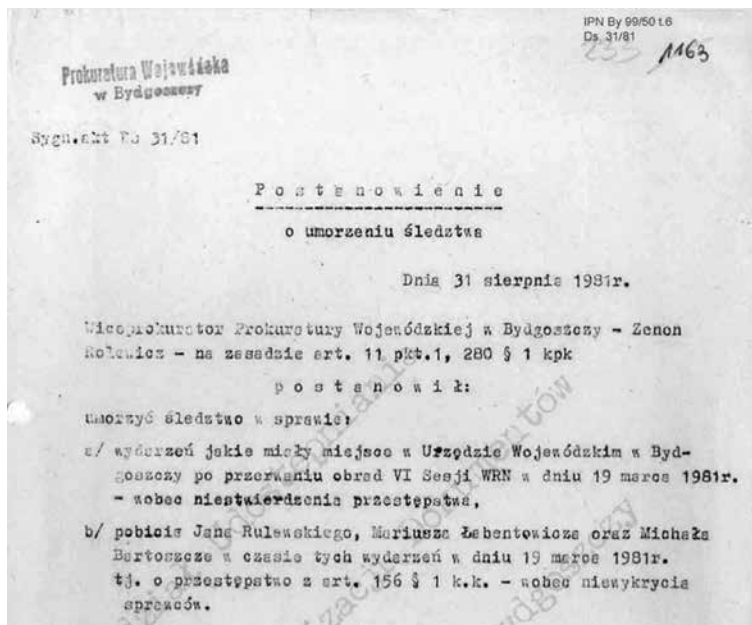 IPN By 99/50 t.6
Ds. 31/81
233 1163
Prokuratura Wojewódzka
w Bydgoszczy
Sygn.akt Ds 31/81
P o s t a n o w i e n i e
o umorzeniu śledztwa
Dnia 31 sierpnia 1981r.
Wiceprokurator Prokuratury Wojewódzkiej w Bydgoszczy - Zenon
Rolewicz - na zasadzie art. 11 pkt.1, 280 § 1 kpk
p o s t a n o w i ł:
umorzyć śledztwo w sprawie:
a/ wydarzeń jakie miały miejsce w Urzędzie Wojewódzkim w Byd-
goszczy po przerwaniu obrad VI Sesji WRN w dniu 19 marca 1981r.
- wobec niestwierdzenia przestępstwa,
b/ pobicia Jana Rulewskiego, Mariusza Łabentowicza oraz Michała
Bartoszcze w czasie tych wydarzeń w dniu 19 marca 1981r.
tj. o przestępstwo z art. 156 § 1 k.k. - wobec niewykrycia
sprawców.